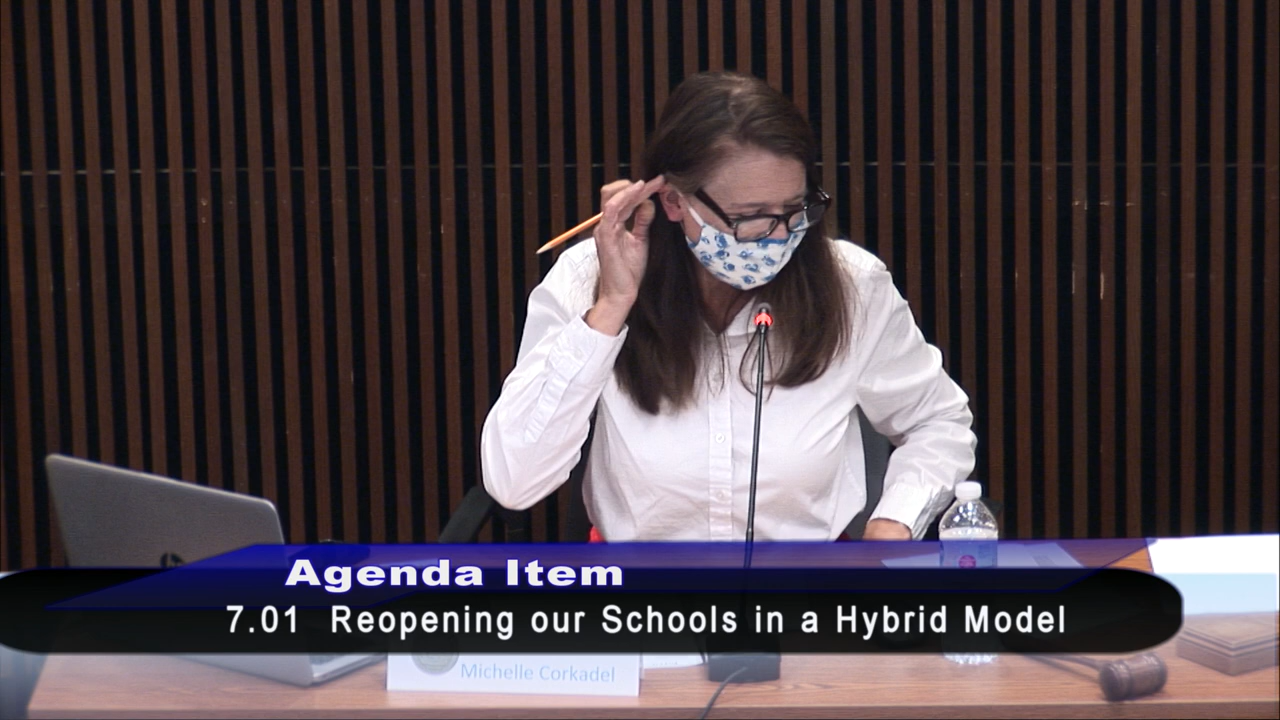 Agenda Item
7.01 Reopening our Schools in a Hybrid Model
Michelle Corkadel